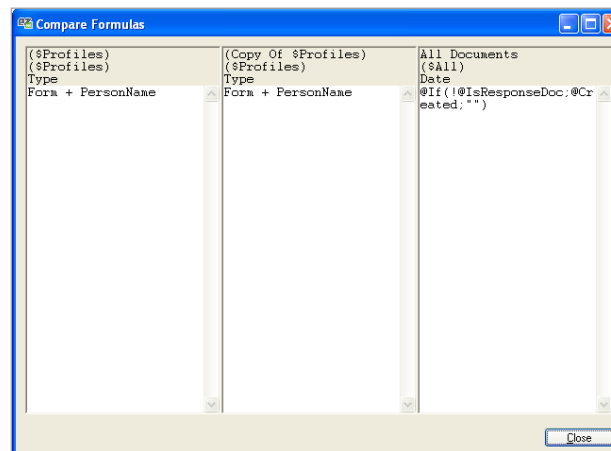 Compare Formulas
($Profiles)
($Profiles)
Type
Form + PersonName
(Copy Of $Profiles)
($Profiles)
Type
Form + PersonName
All Documents
($All)
Date
@If(!@IsResponseDoc;@Cr
eated;"")
Close